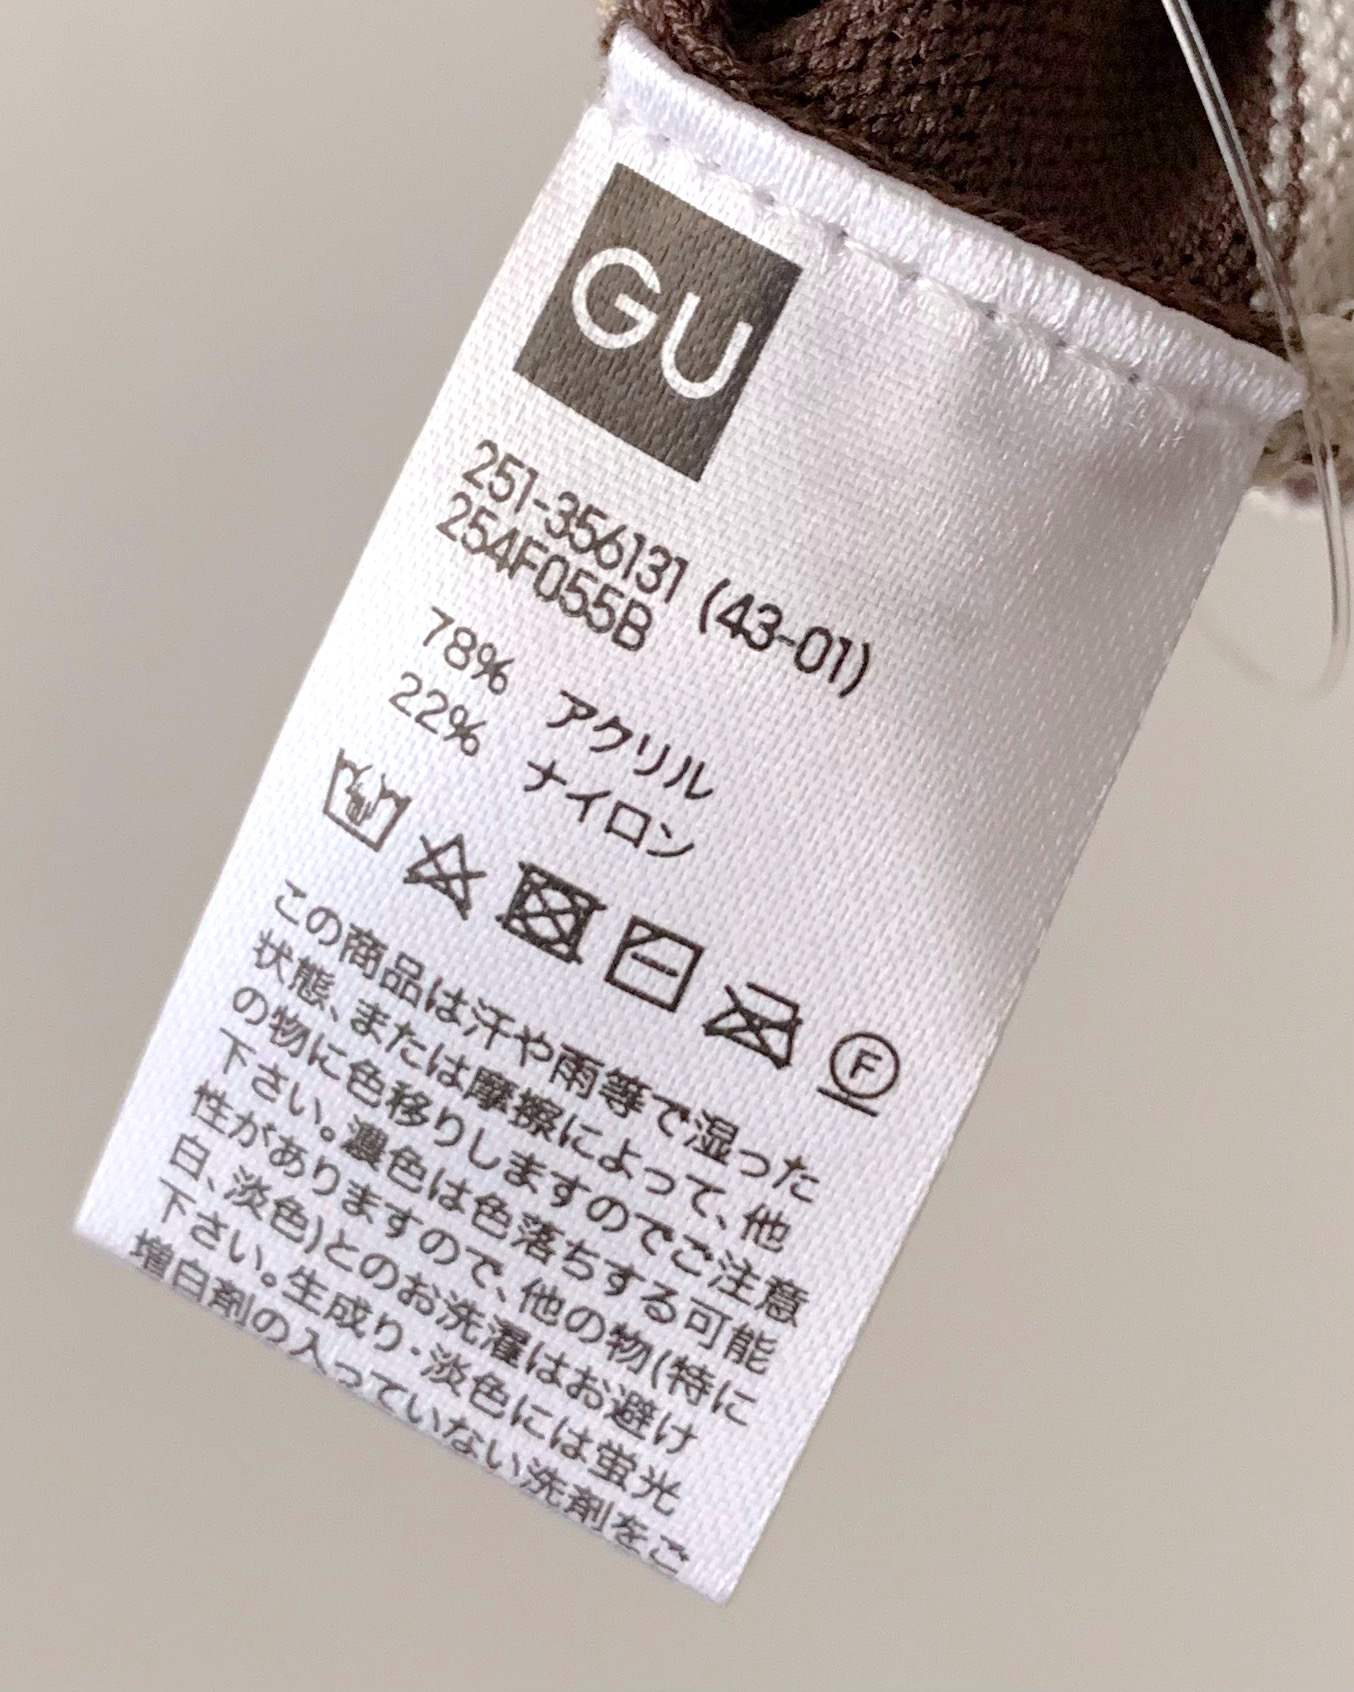 GU
251-356131 (43-01)
254F055B
78% アクリル
22% ナイロン
F
この商品は汗や雨等で湿った
状態、または摩擦によって、他
の物に色移りしますのでご注意
下さい。濃色は色落ちする可能
性がありますので、他の物(特に
白、淡色)とのお洗濯はお避け
下さい。生成り・淡色には蛍光
増白剤の入っていない洗剤をご